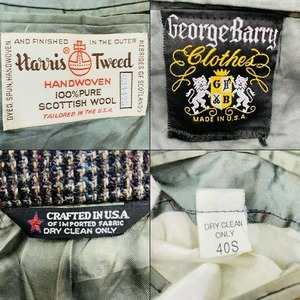 AND FINISHED IN THE OUTER
DYED, SPUN, HANDWOVEN
HEBRIDES OF SCOTLAND
Harris Tweed
HANDWOVEN
100% PURE
SCOTTISH WOOL
TAILORED IN THE U.S.A.
George Barry
Clothes
G B
MADE IN U.S.A.
CRAFTED IN U.S.A.
OF IMPORTED FABRIC
DRY CLEAN ONLY
DRY CLEAN
ONLY
40S